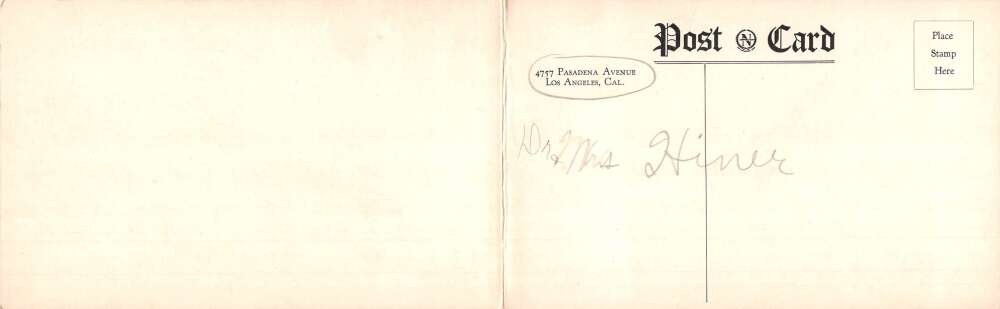 Post N Card
Place
Stamp
Here
4757 Pasadena Avenue
Los Angeles, Cal.
Dr & Mrs Hiner